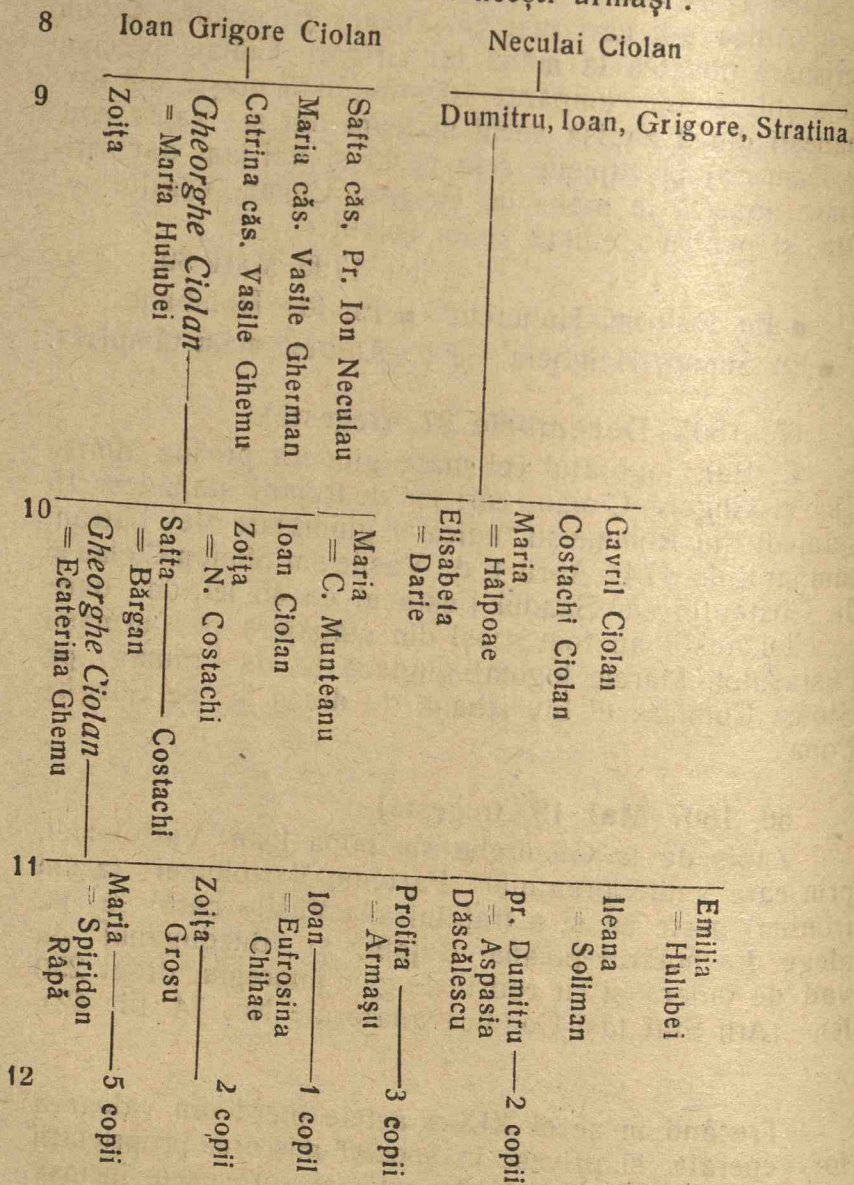 acești urmași :
8
Ioan Grigore Ciolan
Neculai Ciolan
9
Zoița
Gheorghe Ciolan
= Maria Hulubei
Catrina căs. Vasile Ghemu
Maria căs. Vasile Gherman
Safta căs, Pr. Ion Neculau
Dumitru, Ioan, Grigore, Stratina
10
Gheorghe Ciolan
= Ecaterina Ghemu
Safta
= Bărgan
Costachi
Zoița
= N. Costachi
Ioan Ciolan
Maria
= C. Munteanu
Elisabeta
= Darie
Maria
= Hâlpoae
Costachi Ciolan
Gavril Ciolan
11
Maria
= Spiridon
Râpă
Zoița
Grosu
Ioan
= Eufrosina
Chihae
Profira
= Armașu
pr. Dumitru
= Aspasia
Dăscălescu
Ileana
= Soliman
Emilia
= Hulubei
12
5 copii
2 copii
1 copil
3 copii
2 copii